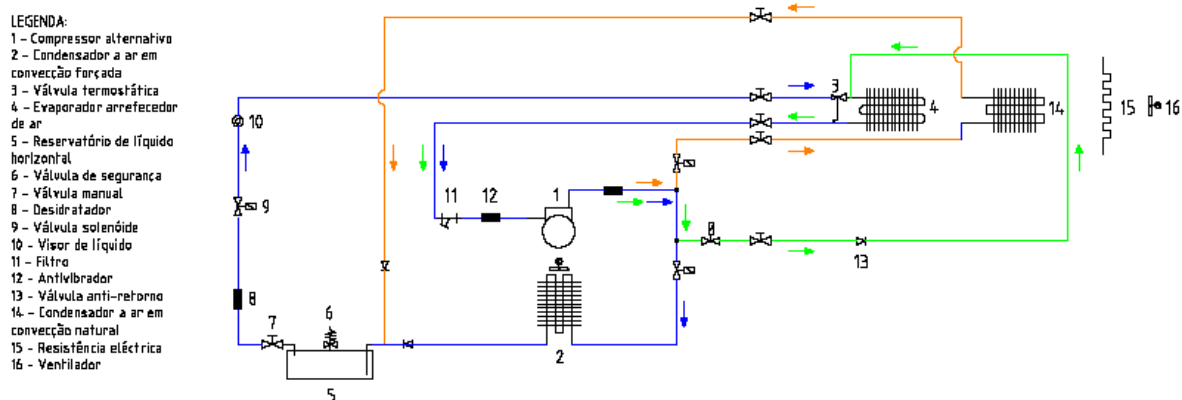 LEGENDA:
1 - Compressor alternativo
2 - Condensador a ar em
convecção forçada
3 - Válvula termostática
4 - Evaporador arrefecedor
de ar
5 - Reservatório de líquido
horizontal
6 - Válvula de segurança
7 - Válvula manual
8 - Desidratador
9 - Válvula solenóide
10 - Visor de líquido
11 - Filtro
12 - Antivibrador
13 - Válvula anti-retorno
14 - Condensador a ar em
convecção natural
15 - Resistência eléctrica
16 - Ventilador
3
4
14
15
16
10
11
12
1
9
13
8
7
6
2
5